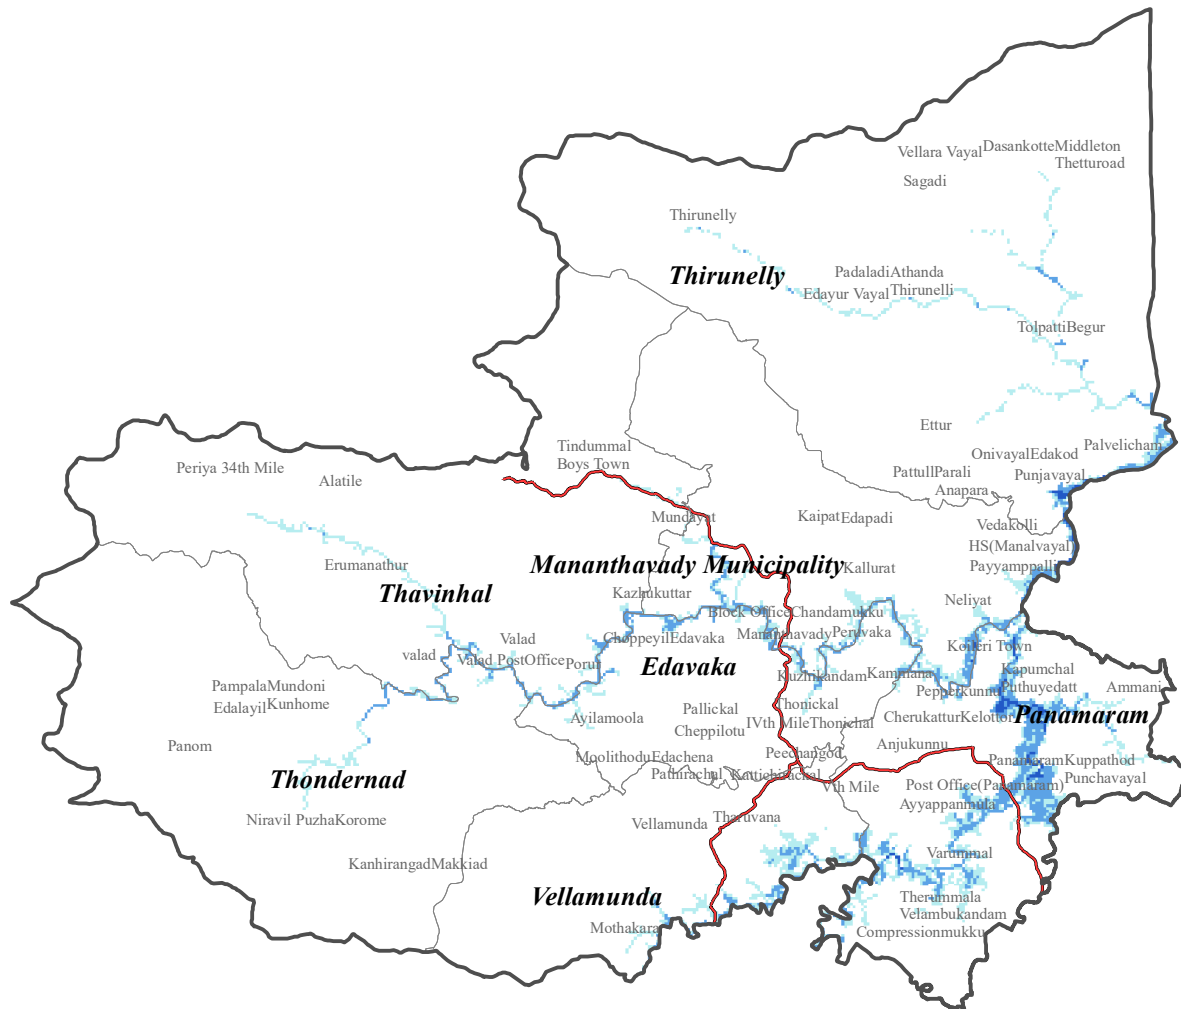 Vellara Vayal
Dasankotte
Middleton
Thetturoad
Sagadi
Thirunelly
Thirunelly
Padaladi
Athanda
Edayur Vayal
Thirunelli
Tolpatti
Begur
Ettur
Palvelicham
Tindummal
Boys Town
Onivayal
Edakod
Periya 34th Mile
Alatile
Pattull
Parali
Punjavayal
Anapara
Mundayat
Kaipat
Edapadi
Vedakolli
HS(Manalvayal)
Payyamppalli
Mananthavady Municipality
Kallurat
Erumanathur
Thavinhal
Kazhukuttar
Neliyat
Block Office
Chandamukku
Choppeyil
Edavaka
Mananthavady
Peruvaka
Valad
valad
Valad PostOffice
Porur
Edavaka
Koileri Town
Kuzhikandam
Kammana
Kapumchal
Pepperkunnu
Puthuyedatt
Ammani
Pampala
Mundoni
Edalayil
Kunhome
Pallickal
Thonickal
Ayilamoola
Cheppilotu
IVth Mile
Thonichal
Cherukattur
Kelottor
Panamaram
Panom
Anjukunnu
Moolithodu
Edachena
Peechangod
Panamaram
Kuppathod
Thondernad
Pathirachul
Punchavayal
Vth Mile
Post Office(Panamaram)
Ayyappanmula
Niravil Puzha
Korome
Vellamunda
Tharuvana
Kanhirangad
Makkiad
Varummal
Vellamunda
Therummala
Velambukandam
Mothakara
Compressionmukku